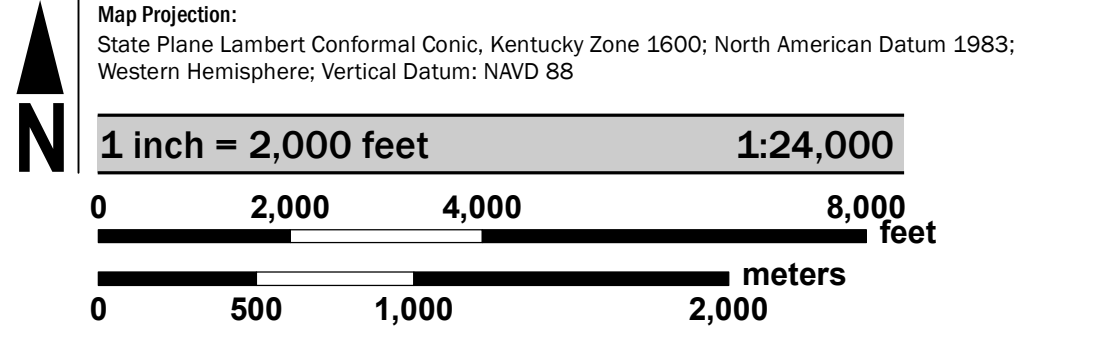 N
Map Projection:
State Plane Lambert Conformal Conic, Kentucky Zone 1600; North American Datum 1983;
Western Hemisphere; Vertical Datum: NAVD 88
1 inch = 2,000 feet 1:24,000
0 2,000 4,000 8,000
feet
meters
0 500 1,000 2,000